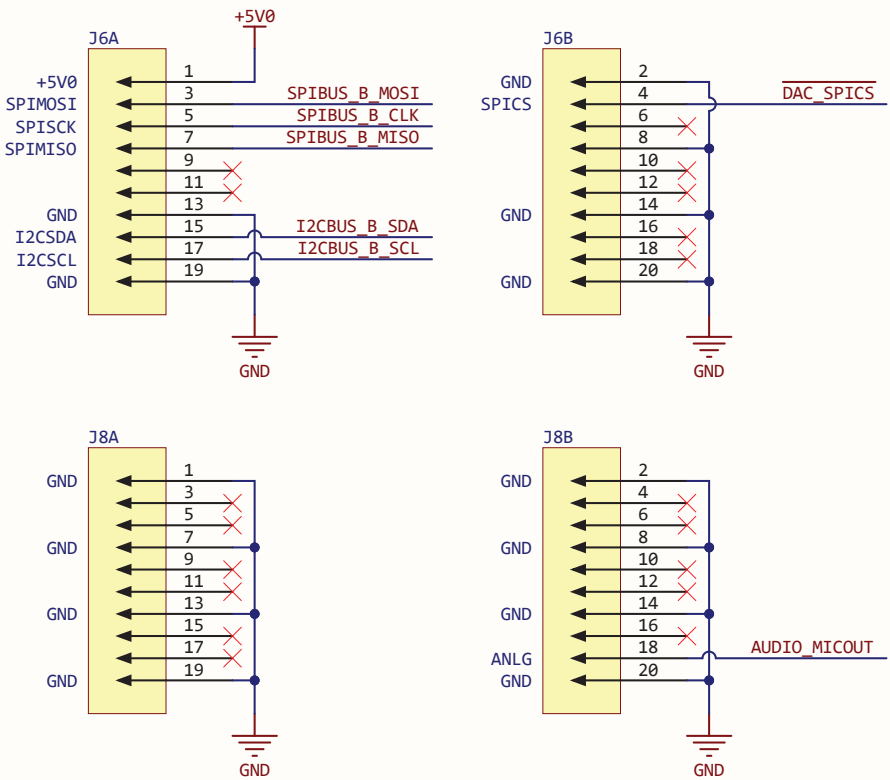 +5V0
J6A
+5V0 1
SPIMOSI 3 SPIBUS_B_MOSI
SPISCK 5 SPIBUS_B_CLK
SPIMISO 7 SPIBUS_B_MISO
9
11
GND 13
I2CSDA 15 I2CBUS_B_SDA
I2CSCL 17 I2CBUS_B_SCL
GND 19
GND
J6B
GND 2
SPICS 4 DAC_SPICS
6
8
10
12
GND 14
16
18
GND 20
GND
J8A
GND 1
3
5
GND 7
9
11
GND 13
15
17
GND 19
GND
J8B
GND 2
4
6
GND 8
10
12
GND 14
16
ANLG 18 AUDIO_MICOUT
GND 20
GND